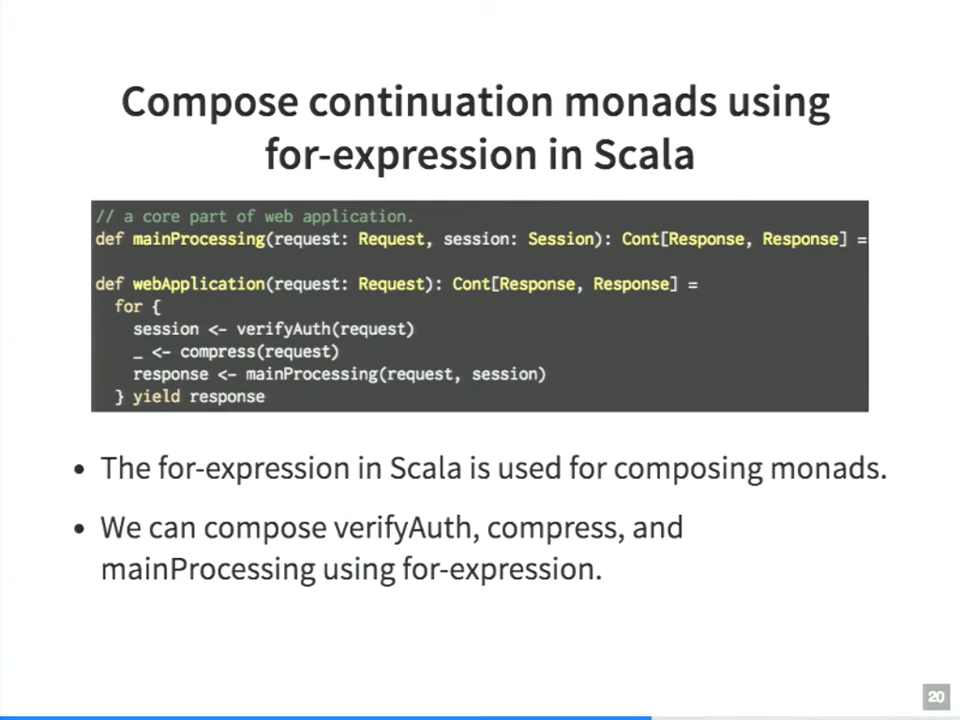 Compose continuation monads using
for-expression in Scala
// a core part of web application.
def mainProcessing(request: Request, session: Session): Cont[Response, Response] =
def webApplication(request: Request): Cont[Response, Response] =
for {
session <- verifyAuth(request)
_ <- compress(request)
response <- mainProcessing(request, session)
} yield response
• The for-expression in Scala is used for composing monads.
• We can compose verifyAuth, compress, and
mainProcessing using for-expression.
20